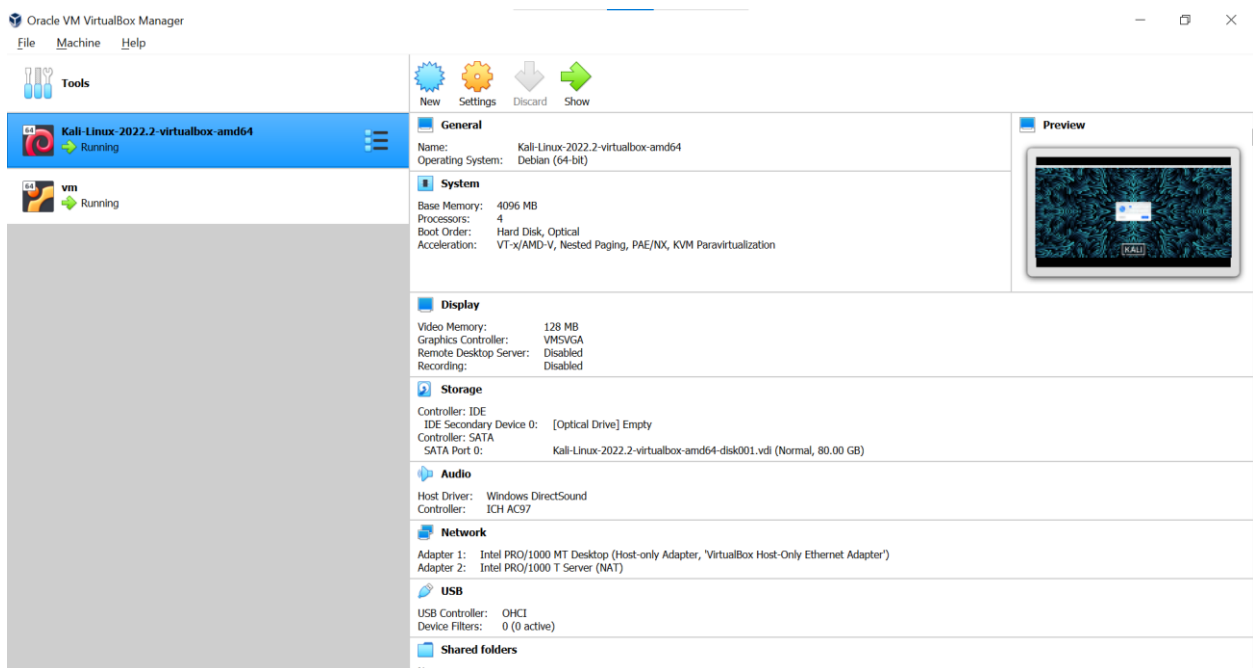 Oracle VM VirtualBox Manager
File Machine Help
Tools
New Settings Discard Show
64
Kali-Linux-2022.2-virtualbox-amd64
Running
64
vm
Running
General
Name: Kali-Linux-2022.2-virtualbox-amd64
Operating System: Debian (64-bit)
System
Base Memory: 4096 MB
Processors: 4
Boot Order: Hard Disk, Optical
Acceleration: VT-x/AMD-V, Nested Paging, PAE/NX, KVM Paravirtualization
Preview
KALI
Display
Video Memory: 128 MB
Graphics Controller: VMSVGA
Remote Desktop Server: Disabled
Recording: Disabled
Storage
Controller: IDE
IDE Secondary Device 0: [Optical Drive] Empty
Controller: SATA
SATA Port 0: Kali-Linux-2022.2-virtualbox-amd64-disk001.vdi (Normal, 80.00 GB)
Audio
Host Driver: Windows DirectSound
Controller: ICH AC97
Network
Adapter 1: Intel PRO/1000 MT Desktop (Host-only Adapter, 'VirtualBox Host-Only Ethernet Adapter')
Adapter 2: Intel PRO/1000 T Server (NAT)
USB
USB Controller: OHCI
Device Filters: 0 (0 active)
Shared folders